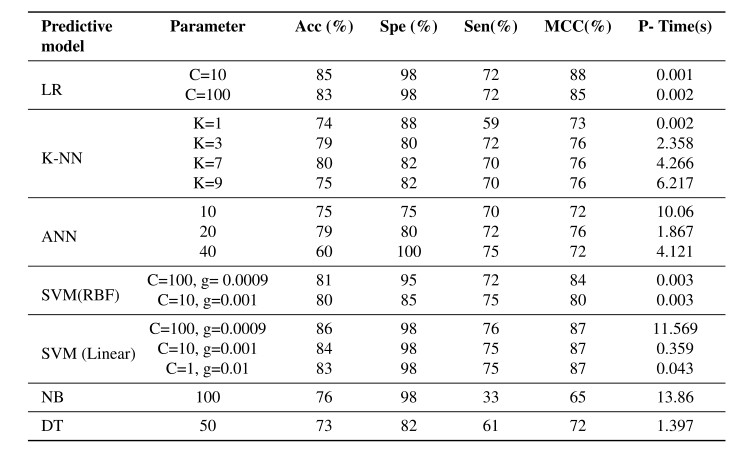 Predictive model Parameter Acc (%) Spe (%) Sen(%) MCC(%) P- Time(s)
LR
C=10 85 98 72 88 0.001
C=100 83 98 72 85 0.002
K-NN
K=1 74 88 59 73 0.002
K=3 79 80 72 76 2.358
K=7 80 82 70 76 4.266
K=9 75 82 70 76 6.217
ANN
10 75 75 70 72 10.06
20 79 80 72 76 1.867
40 60 100 75 72 4.121
SVM(RBF)
C=100, g= 0.0009 81 95 72 84 0.003
C=10, g=0.001 80 85 75 80 0.003
SVM (Linear)
C=100, g=0.0009 86 98 76 87 11.569
C=10, g=0.001 84 98 75 87 0.359
C=1, g=0.01 83 98 75 87 0.043
NB 100 76 98 33 65 13.86
DT 50 73 82 61 72 1.397